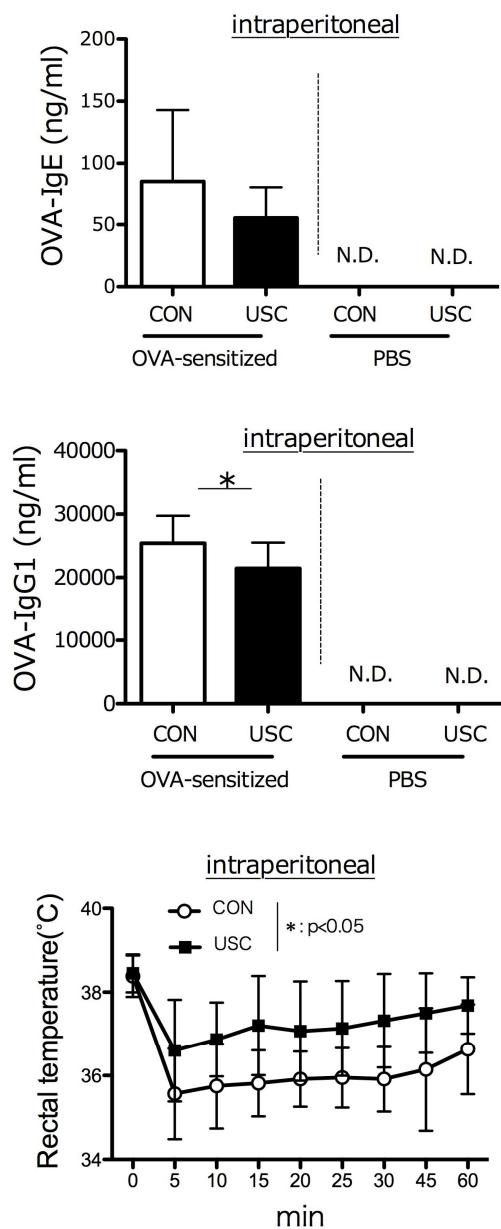 intraperitoneal
200
150
100
50
0
OVA-IgE (ng/ml)
N.D. N.D.
CON USC CON USC
OVA-sensitized PBS
intraperitoneal
40000
30000
20000
10000
0
OVA-IgG1 (ng/ml)
*
N.D. N.D.
CON USC CON USC
OVA-sensitized PBS
intraperitoneal
40
38
36
34
Rectal temperature(°C)
CON
USC
*: p<0.05
0 5 10 15 20 25 30 45 60
min